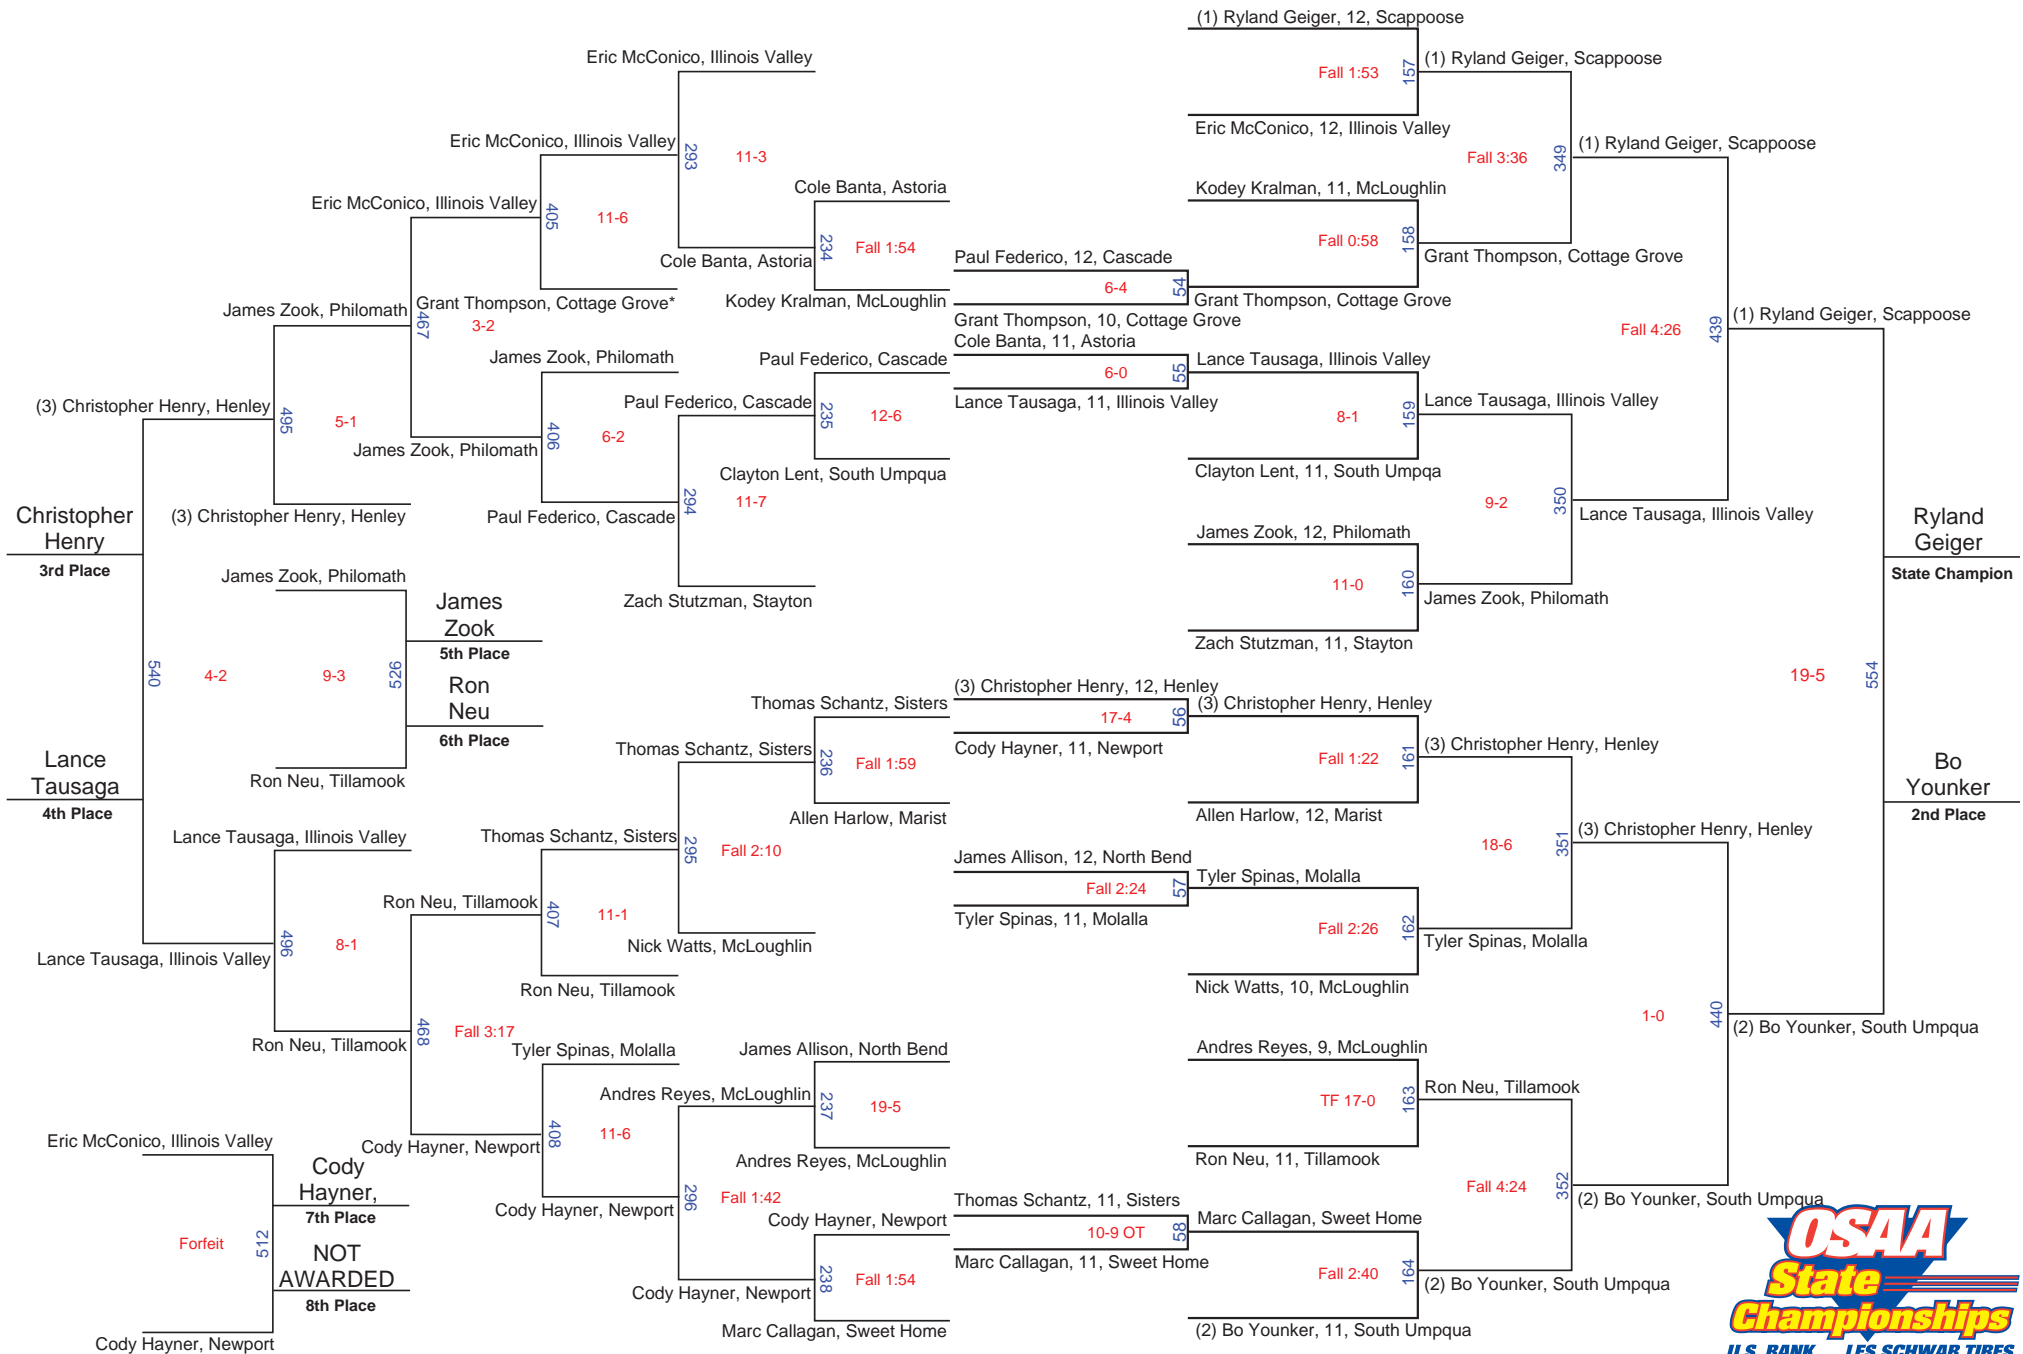 (1) Ryland Geiger, 12, Scappoose
Fall 1:53
157
Eric McConico, 12, Illinois Valley
(1) Ryland Geiger, Scappoose
Fall 3:36
349
Kodey Kralman, 11, McLoughlin
Fall 0:58
158
Grant Thompson, Cottage Grove
Paul Federico, 12, Cascade
6-4
54
Grant Thompson, Cottage Grove
Grant Thompson, 10, Cottage Grove
(1) Ryland Geiger, Scappoose
Fall 4:26
439
Cole Banta, 11, Astoria
6-0
55
Lance Tausaga, Illinois Valley
Lance Tausaga, 11, Illinois Valley
8-1
159
Lance Tausaga, Illinois Valley
Clayton Lent, 11, South Umpqa
9-2
350
Lance Tausaga, Illinois Valley
James Zook, 12, Philomath
11-0
160
James Zook, Philomath
Zach Stutzman, 11, Stayton
(1) Ryland Geiger, Scappoose
19-5
554
Ryland
Geiger
State Champion
Bo
Younker
2nd Place
(3) Christopher Henry, 12, Henley
17-4
56
(3) Christopher Henry, Henley
Cody Hayner, 11, Newport
Fall 1:22
161
(3) Christopher Henry, Henley
Allen Harlow, 12, Marist
18-6
351
(3) Christopher Henry, Henley
James Allison, 12, North Bend
Fall 2:24
57
Tyler Spinas, Molalla
Tyler Spinas, 11, Molalla
Fall 2:26
162
Tyler Spinas, Molalla
Nick Watts, 10, McLoughlin
1-0
440
(2) Bo Younker, South Umpqua
Andres Reyes, 9, McLoughlin
TF 17-0
163
Ron Neu, Tillamook
Ron Neu, 11, Tillamook
Fall 4:24
352
(2) Bo Younker, South Umpqua
Thomas Schantz, 11, Sisters
10-9 OT
58
Marc Callagan, Sweet Home
Marc Callagan, 11, Sweet Home
Fall 2:40
164
(2) Bo Younker, South Umpqua
(2) Bo Younker, 11, South Umpqua
Eric McConico, Illinois Valley
Eric McConico, Illinois Valley
293
11-3
Cole Banta, Astoria
Eric McConico, Illinois Valley
405
11-6
234
Fall 1:54
Cole Banta, Astoria
Kodey Kralman, McLoughlin
James Zook, Philomath
Grant Thompson, Cottage Grove*
467
3-2
James Zook, Philomath
Paul Federico, Cascade
(3) Christopher Henry, Henley
495
5-1
James Zook, Philomath
406
6-2
Paul Federico, Cascade
235
12-6
Clayton Lent, South Umpqua
Christopher
Henry
3rd Place
(3) Christopher Henry, Henley
Paul Federico, Cascade
294
11-7
Zach Stutzman, Stayton
James Zook, Philomath
James
Zook
5th Place
540
4-2
9-3
526
Ron
Neu
6th Place
Ron Neu, Tillamook
Lance
Tausaga
4th Place
Thomas Schantz, Sisters
Thomas Schantz, Sisters
236
Fall 1:59
Allen Harlow, Marist
Lance Tausaga, Illinois Valley
Thomas Schantz, Sisters
295
Fall 2:10
Ron Neu, Tillamook
407
11-1
Nick Watts, McLoughlin
Lance Tausaga, Illinois Valley
496
8-1
Ron Neu, Tillamook
Ron Neu, Tillamook
468
Fall 3:17
Tyler Spinas, Molalla
James Allison, North Bend
Andres Reyes, McLoughlin
237
19-5
Cody Hayner, Newport
408
11-6
Andres Reyes, McLoughlin
Cody Hayner, Newport
296
Fall 1:42
Cody Hayner, Newport
Cody Hayner, Newport
238
Fall 1:54
Marc Callagan, Sweet Home
Eric McConico, Illinois Valley
Cody
Hayner,
7th Place
Forfeit
512
NOT
AWARDED
8th Place
Cody Hayner, Newport
OSAA
State
Championships
U.S. BANK LES SCHWAB TIRES